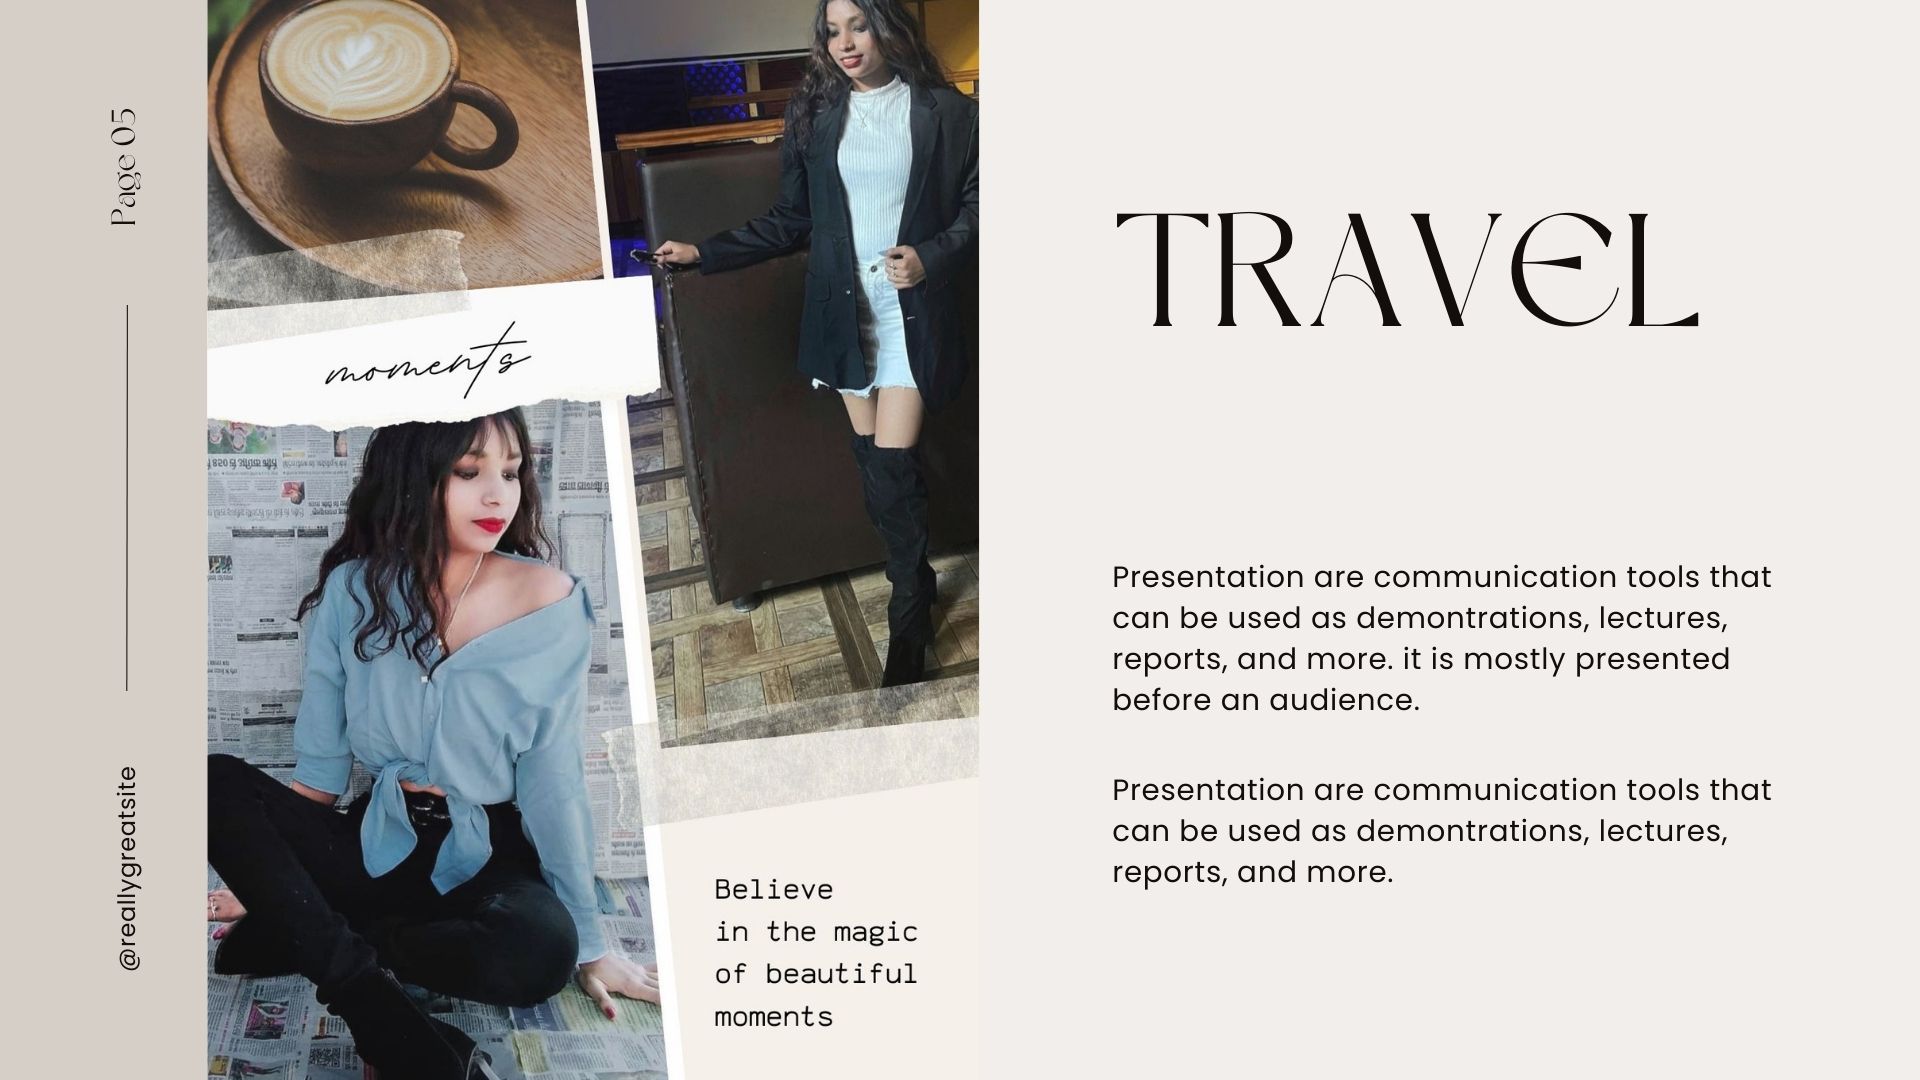 Page 05
@reallygreatsite
moments
Believe
in the magic
of beautiful
moments
TRAVEL
Presentation are communication tools that
can be used as demontrations, lectures,
reports, and more. it is mostly presented
before an audience.
Presentation are communication tools that
can be used as demontrations, lectures,
reports, and more.